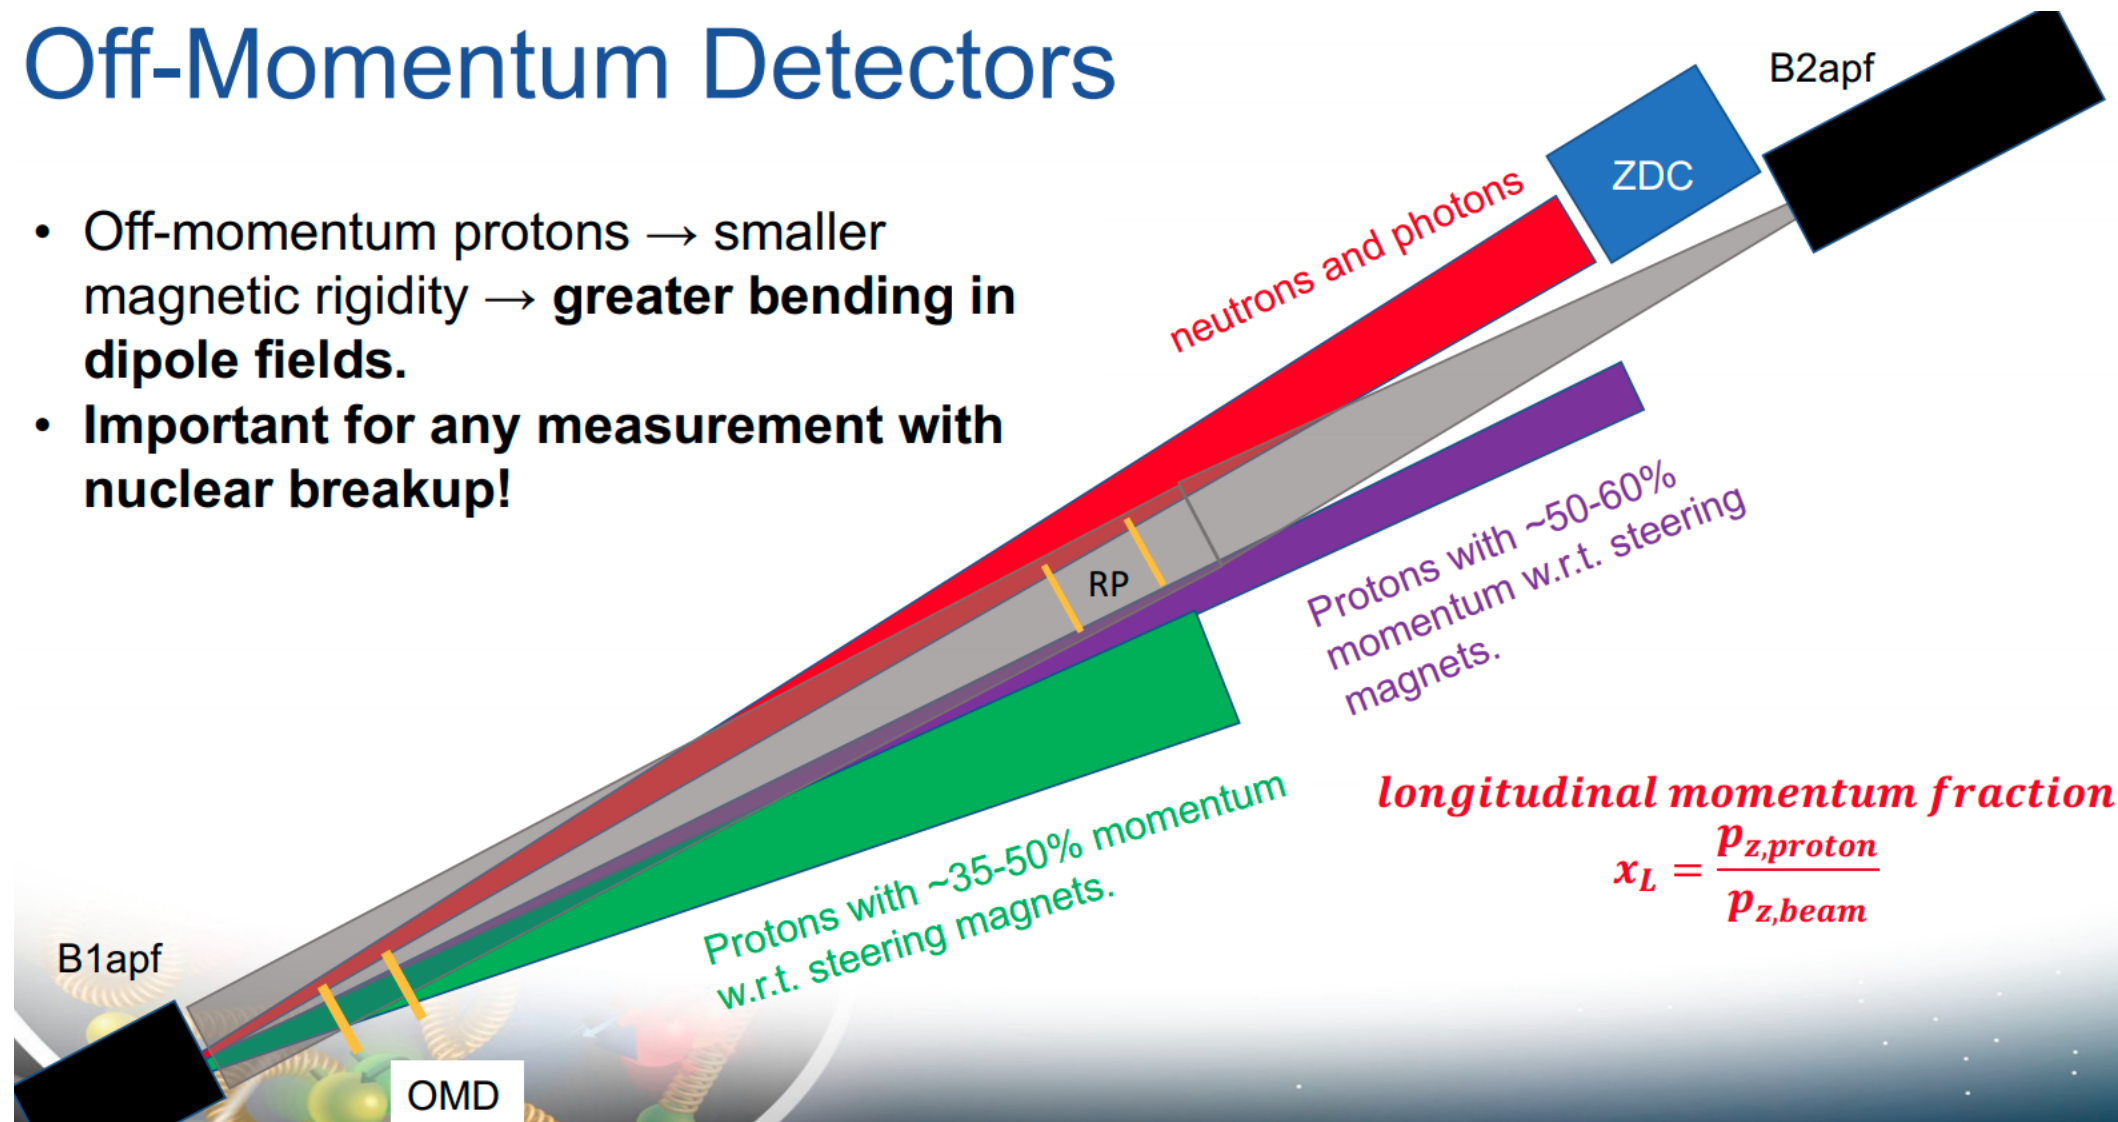 Off-Momentum Detectors
B2apf
ZDC
• Off-momentum protons → smaller
magnetic rigidity → greater bending in
dipole fields.
• Important for any measurement with
nuclear breakup!
neutrons and photons
RP
Protons with ~50-60%
momentum w.r.t. steering
magnets.
Protons with ~35-50% momentum
w.r.t. steering magnets.
longitudinal momentum fraction
x_L = p_{z,proton} / p_{z,beam}
B1apf
OMD